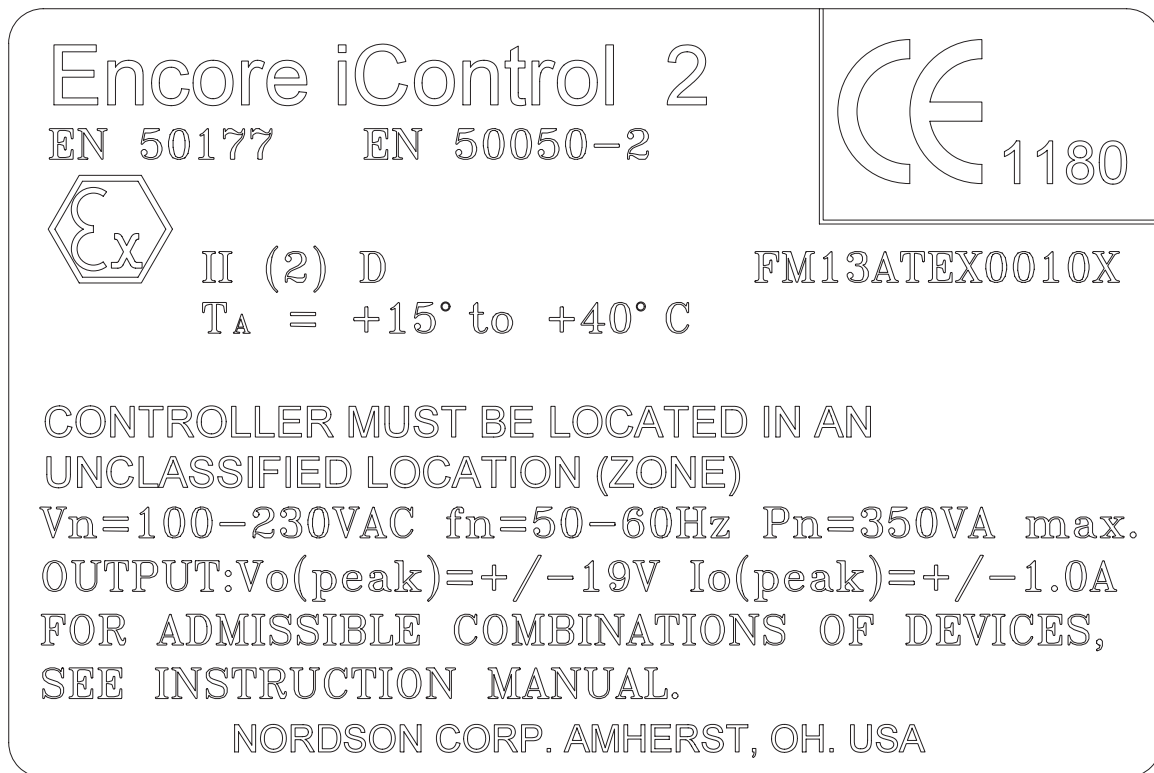 Encore iControl 2
EN 50177 EN 50050-2
CE 1180
Ex
II (2) D FM13ATEX0010X
TA = +15° to +40° C
CONTROLLER MUST BE LOCATED IN AN
UNCLASSIFIED LOCATION (ZONE)
Vn=100-230VAC fn=50-60Hz Pn=350VA max.
OUTPUT:Vo(peak)=+/-19V Io(peak)=+/-1.0A
FOR ADMISSIBLE COMBINATIONS OF DEVICES,
SEE INSTRUCTION MANUAL.
NORDSON CORP. AMHERST, OH. USA